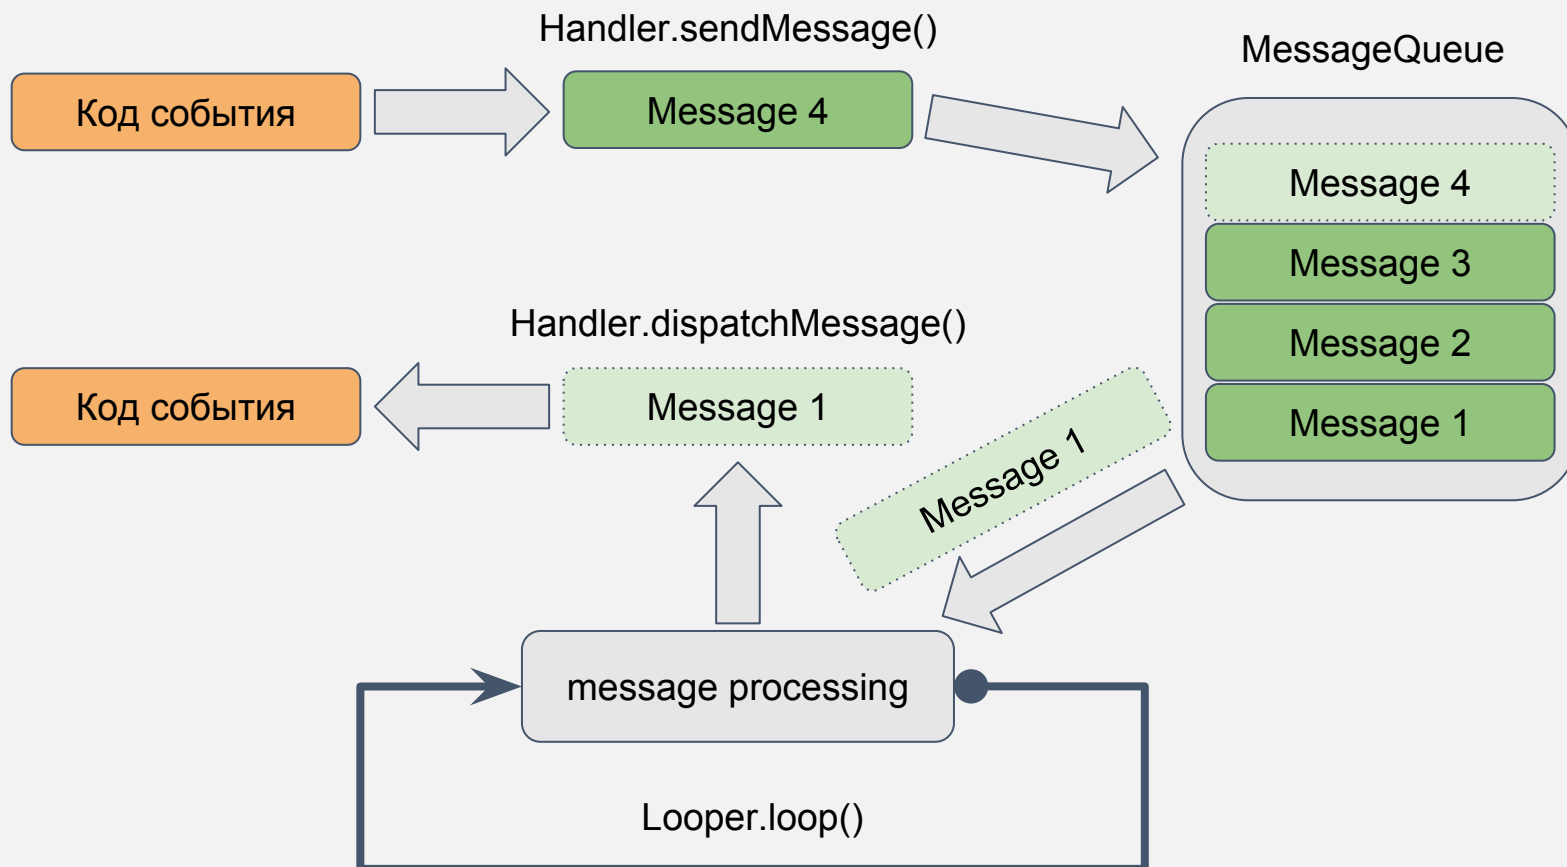 Handler.sendMessage()
MessageQueue
Код события
Message 4
Message 4
Message 3
Message 2
Message 1
Handler.dispatchMessage()
Код события
Message 1
Message 1
message processing
Looper.loop()